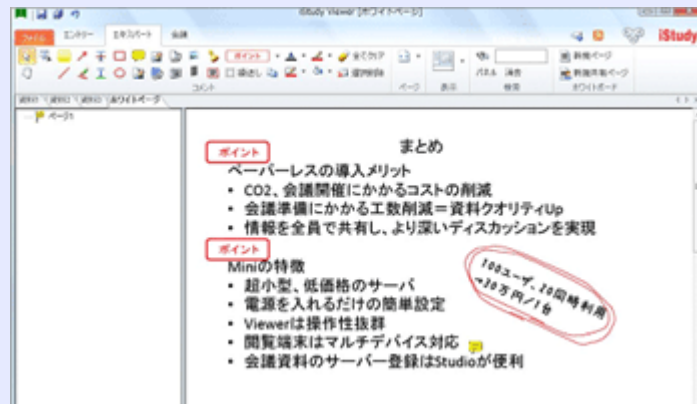 iStudy Viewer [ホワイトページ]
ファイル エントリー エキスパート 会議
iStudy
ポイント 全てクリア
新規ページ
選択削除
パネル 消去
新規共有ページ
コメント ページ 表示 検索 ホワイトボード
資料1 資料2 資料3 ホワイトページ
ページ1
まとめ
ポイント
ペーパーレスの導入メリット
• CO2、会議開催にかかるコストの削減
• 会議準備にかかる工数削減＝資料クオリティUp
• 情報を全員で共有し、より深いディスカッションを実現
ポイント
Miniの特徴
• 超小型、低価格のサーバ
• 電源を入れるだけの簡単設定
• Viewerは操作性抜群
• 閲覧端末はマルチデバイス対応
• 会議資料のサーバー登録はStudioが便利
100ユーザ、20同時利用
→30万円／1台